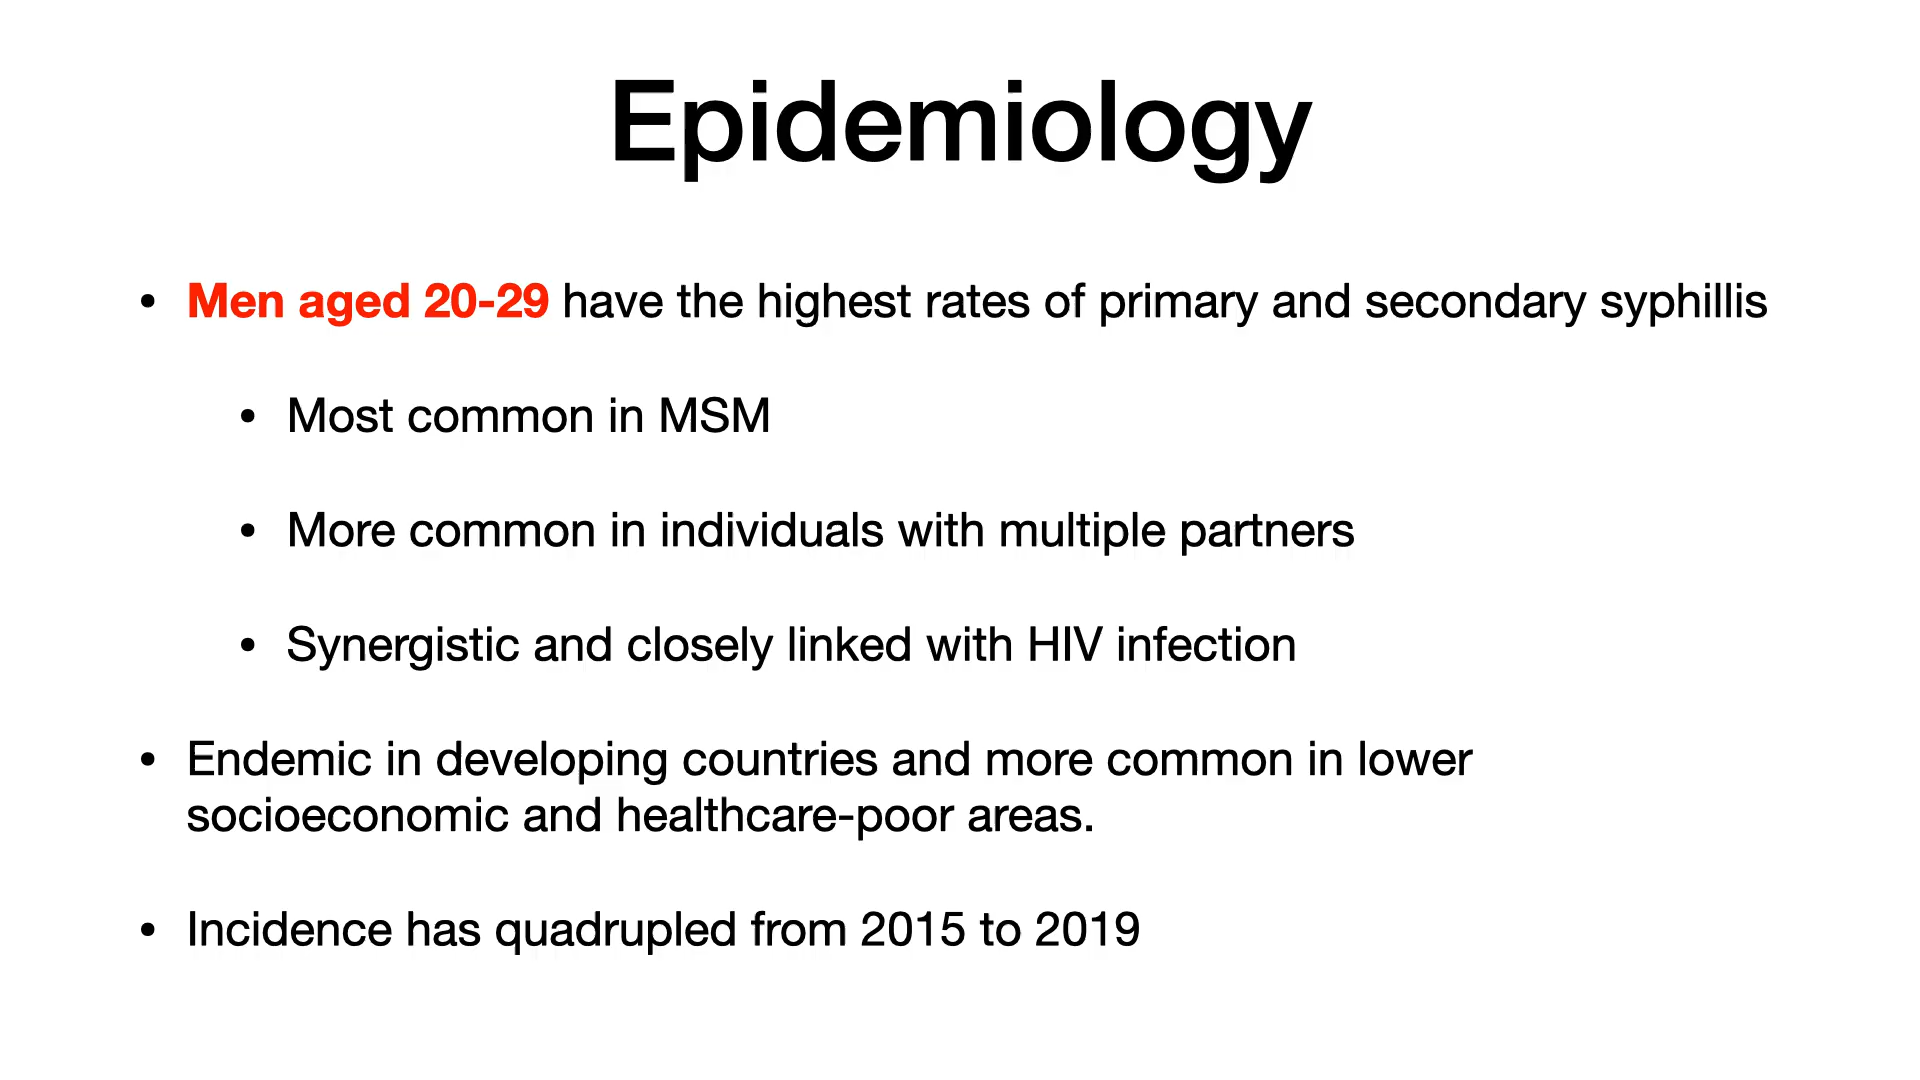 Epidemiology
• Men aged 20-29 have the highest rates of primary and secondary syphillis
• Most common in MSM
• More common in individuals with multiple partners
• Synergistic and closely linked with HIV infection
• Endemic in developing countries and more common in lower
socioeconomic and healthcare-poor areas.
• Incidence has quadrupled from 2015 to 2019